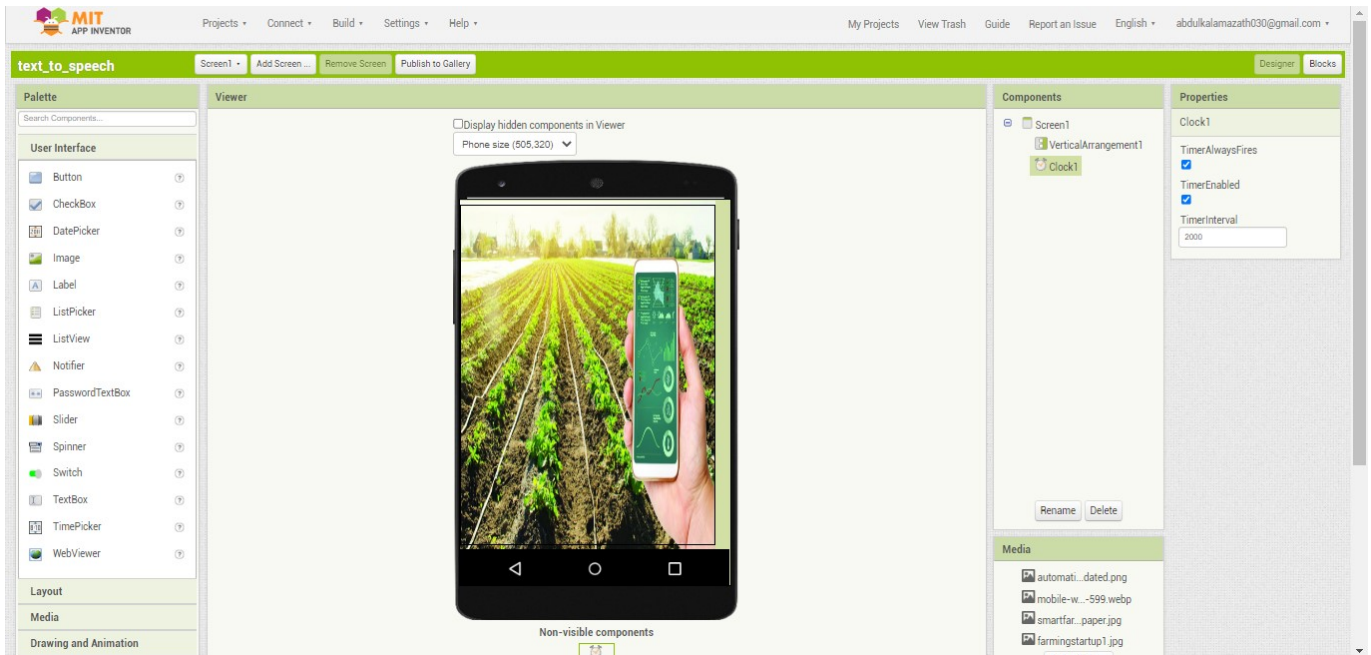 MIT
APP INVENTOR
Projects Connect Build Settings Help
My Projects View Trash Guide Report an Issue English abdulkalamazath030@gmail.com
text_to_speech
Screen1 Add Screen ... Remove Screen Publish to Gallery
Designer Blocks
Palette
Search Components...
User Interface
Button
CheckBox
DatePicker
Image
Label
ListPicker
ListView
Notifier
PasswordTextBox
Slider
Spinner
Switch
TextBox
TimePicker
WebViewer
Layout
Media
Drawing and Animation
Viewer
Display hidden components in Viewer
Phone size (505,320)
Non-visible components
Components
Screen1
VerticalArrangement1
Clock1
Rename Delete
Media
automati...dated.png
mobile-w...-599.webp
smartfar...paper.jpg
farmingstartup1.jpg
Properties
Clock1
TimerAlwaysFires
TimerEnabled
TimerInterval
2000